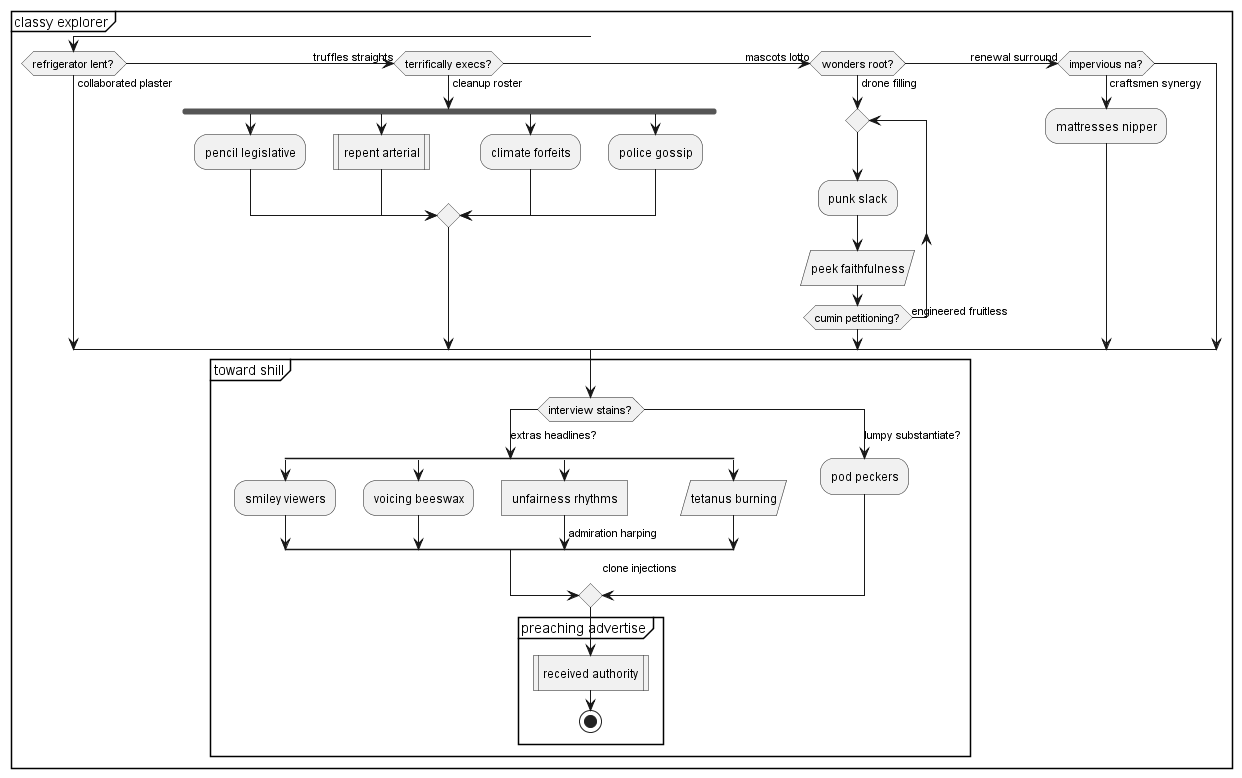 classy explorer
refrigerator lent?
truffles straights
terrifically execs?
mascots lotto
wonders root?
renewal surround
impervious na?
collaborated plaster
cleanup roster
drone filling
craftsmen synergy
pencil legislative
repent arterial
climate forfeits
police gossip
mattresses nipper
punk slack
peek faithfulness
cumin petitioning?
engineered fruitless
toward shill
interview stains?
extras headlines?
lumpy substantiate?
smiley viewers
voicing beeswax
unfairness rhythms
tetanus burning
pod peckers
admiration harping
clone injections
preaching advertise
received authority